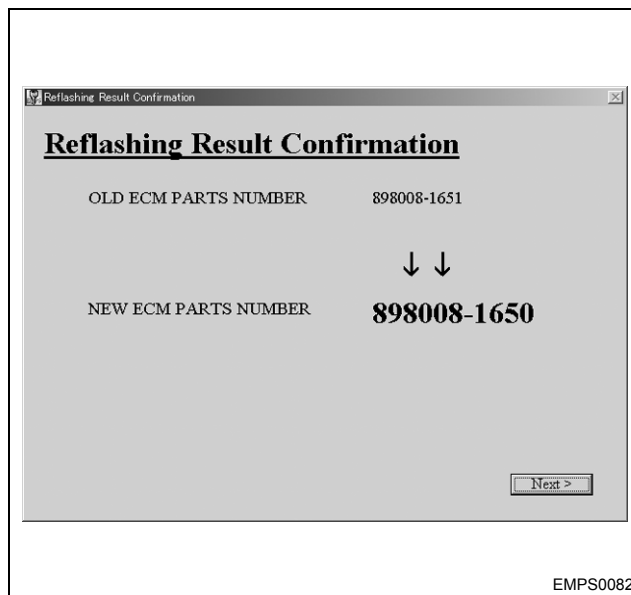 Reflashing Result Confirmation
Reflashing Result Confirmation
OLD ECM PARTS NUMBER 898008-1651
↓ ↓
NEW ECM PARTS NUMBER 898008-1650
Next >
EMPS0082